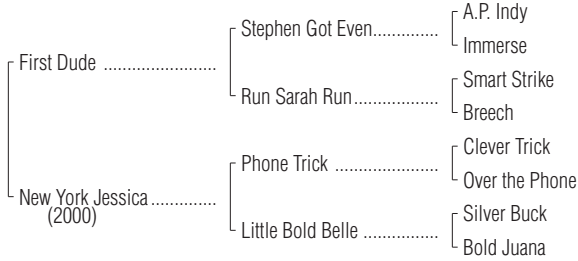 A.P. Indy
Stephen Got Even..............
Immerse
First Dude ........................
Smart Strike
Run Sarah Run..................
Breech
Clever Trick
Phone Trick ......................
Over the Phone
New York Jessica ..............
(2000)
Silver Buck
Little Bold Belle ................
Bold Juana